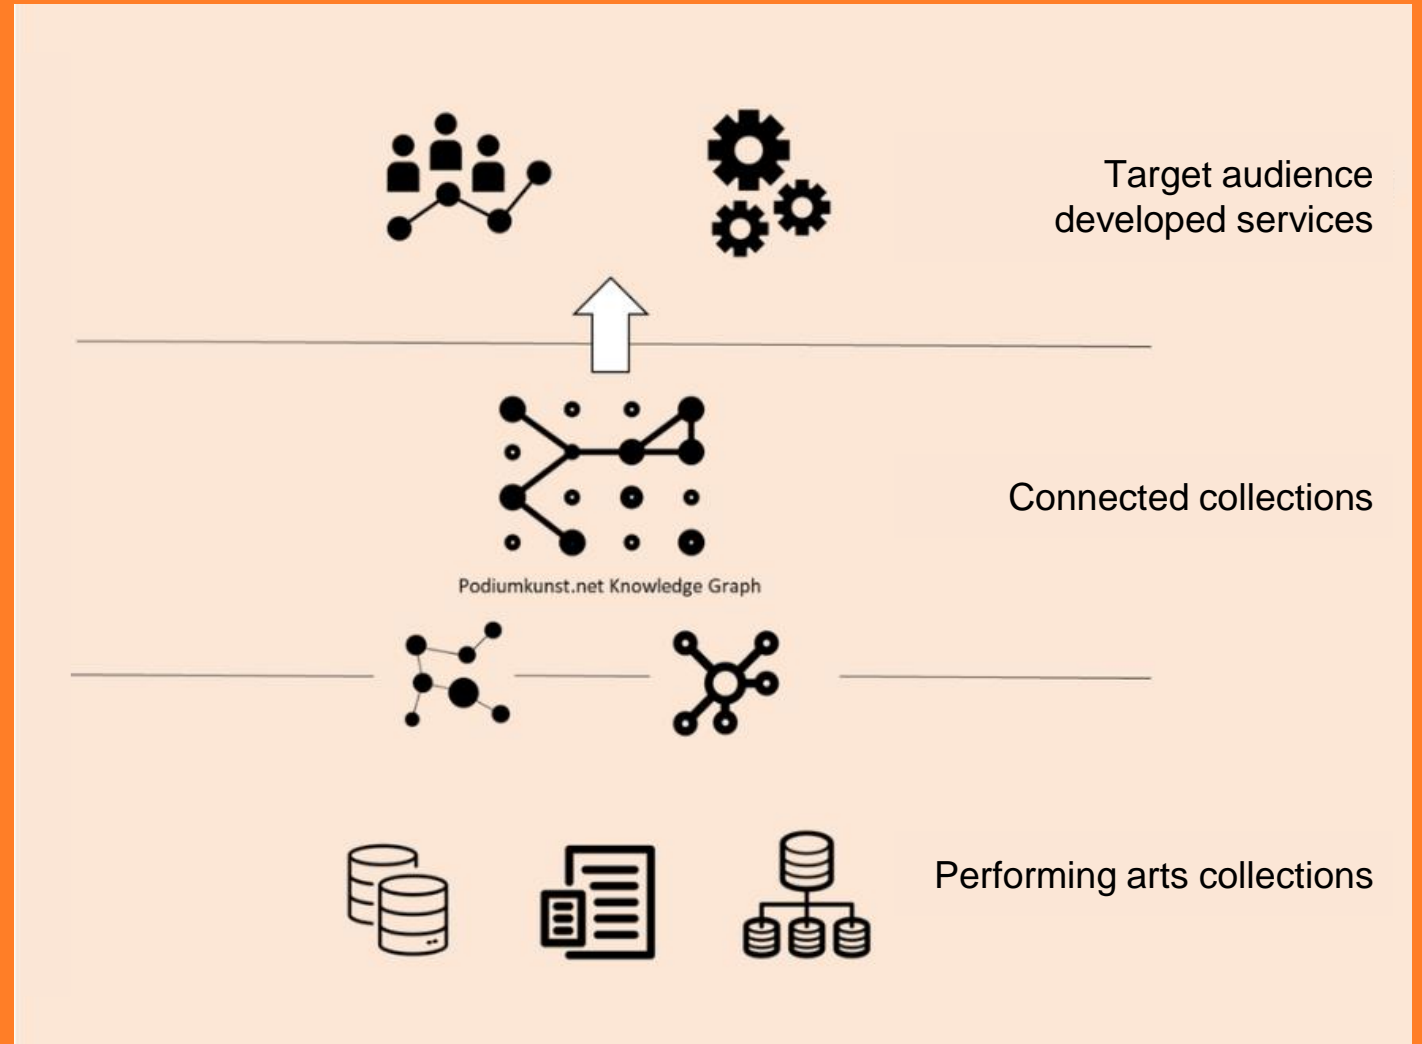 Target audience
developed services
Connected collections
Podiumkunst.net Knowledge Graph
Performing arts collections